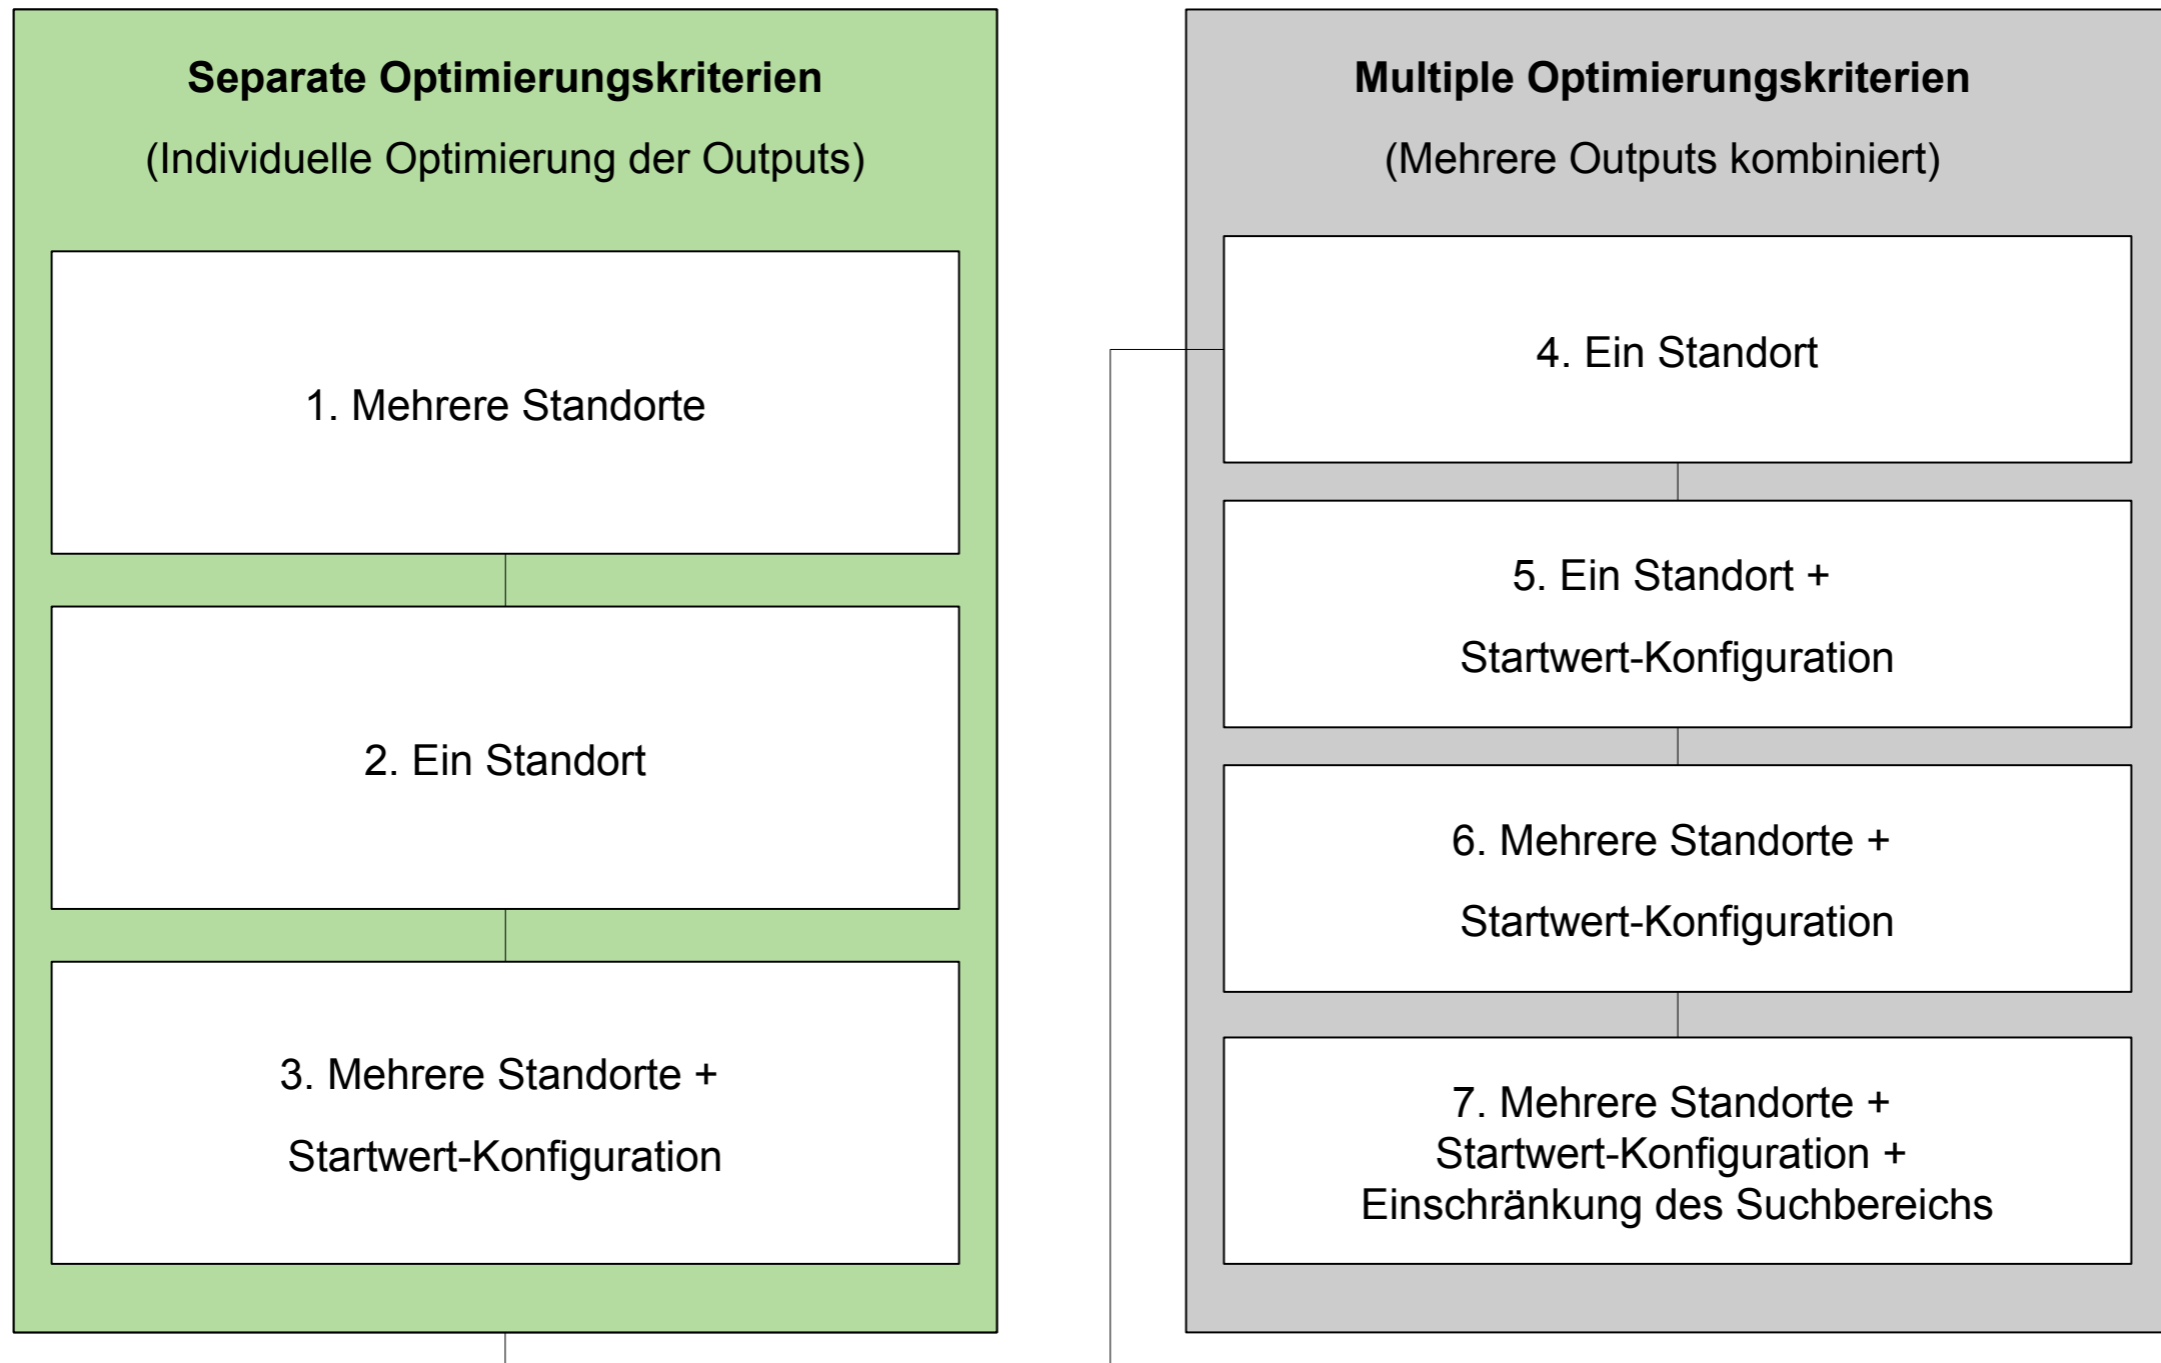 Separate Optimierungskriterien
(Individuelle Optimierung der Outputs)
1. Mehrere Standorte
2. Ein Standort
3. Mehrere Standorte +
Startwert-Konfiguration
Multiple Optimierungskriterien
(Mehrere Outputs kombiniert)
4. Ein Standort
5. Ein Standort +
Startwert-Konfiguration
6. Mehrere Standorte +
Startwert-Konfiguration
7. Mehrere Standorte +
Startwert-Konfiguration +
Einschränkung des Suchbereichs